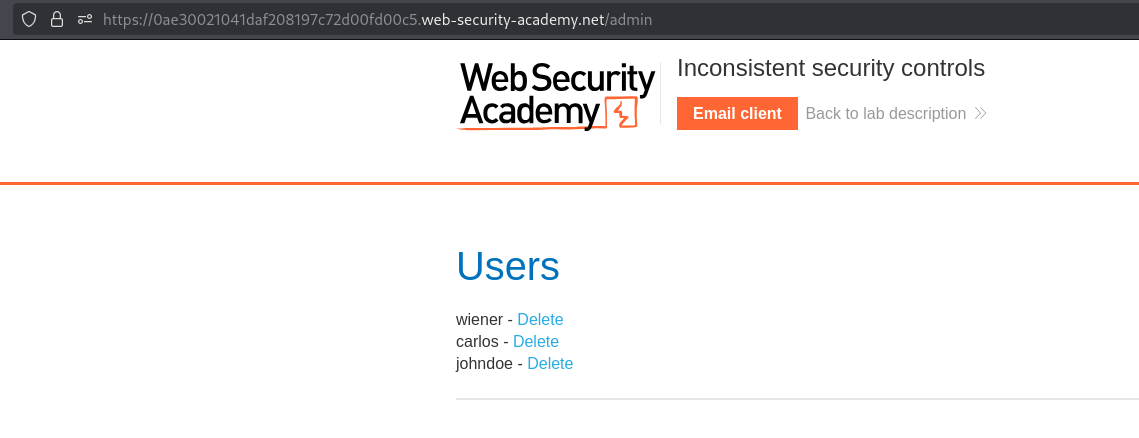 https://0ae30021041daf208197c72d00fd00c5.web-security-academy.net/admin
Web Security
Academy
Inconsistent security controls
Email client
Back to lab description
Users
wiener - Delete
carlos - Delete
johndoe - Delete